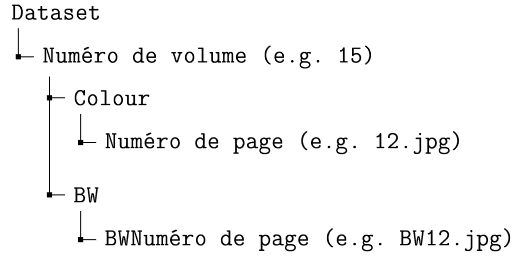 Dataset
Numéro de volume (e.g. 15)
Colour
Numéro de page (e.g. 12.jpg)
BW
BWNuméro de page (e.g. BW12.jpg)